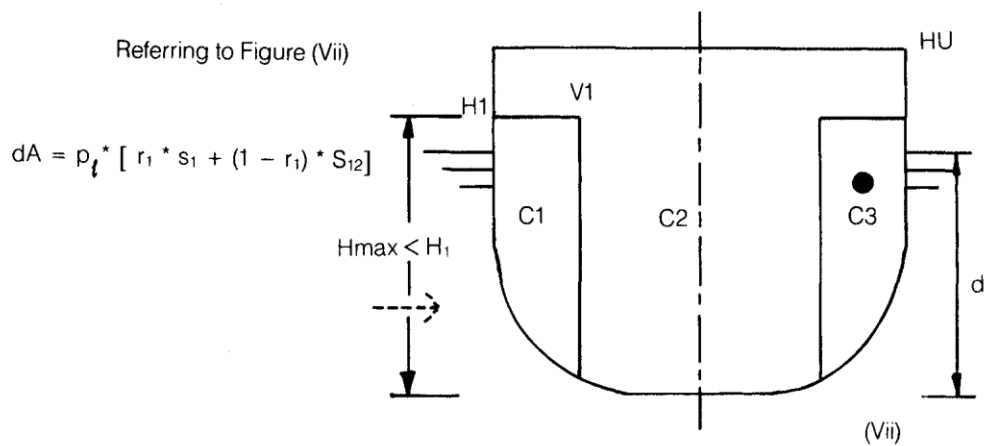 Referring to Figure (Vii)
HU
H1
V1
dA = pℓ * [ r₁ * s₁ + (1 − r₁) * S₁₂]
C1
C2
C3
Hmax < H₁
d
(Vii)